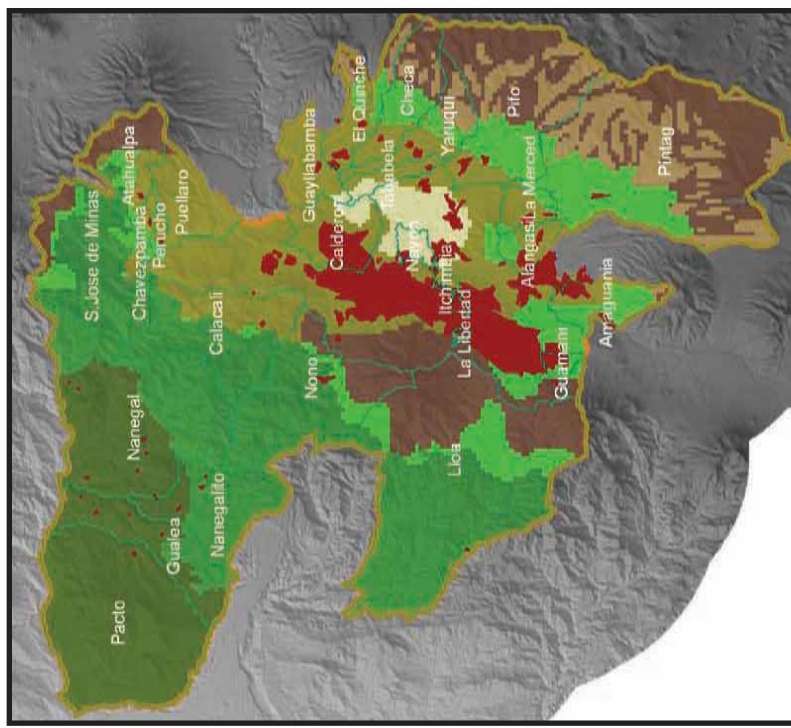 Pacto
Gualea
Nanegal
Nanegalito
S.Jose de Minas
Chavezpamba
Atahualpa
Perucho
Puellaro
Calacali
Nono
Guayllabamba
El Quinche
Calderon
Tababela
Checa
Yaruqui
Pifo
Nayon
Itchimbia
La Libertad
Lloa
Alangasi
La Merced
Pintag
Guamani
Amaguania